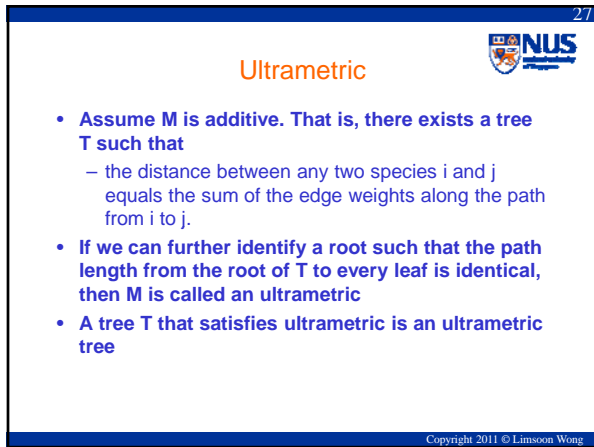 27
NUS
Ultrametric
• Assume M is additive. That is, there exists a tree
T such that
– the distance between any two species i and j
equals the sum of the edge weights along the path
from i to j.
• If we can further identify a root such that the path
length from the root of T to every leaf is identical,
then M is called an ultrametric
• A tree T that satisfies ultrametric is an ultrametric
tree
Copyright 2011 © Limsoon Wong